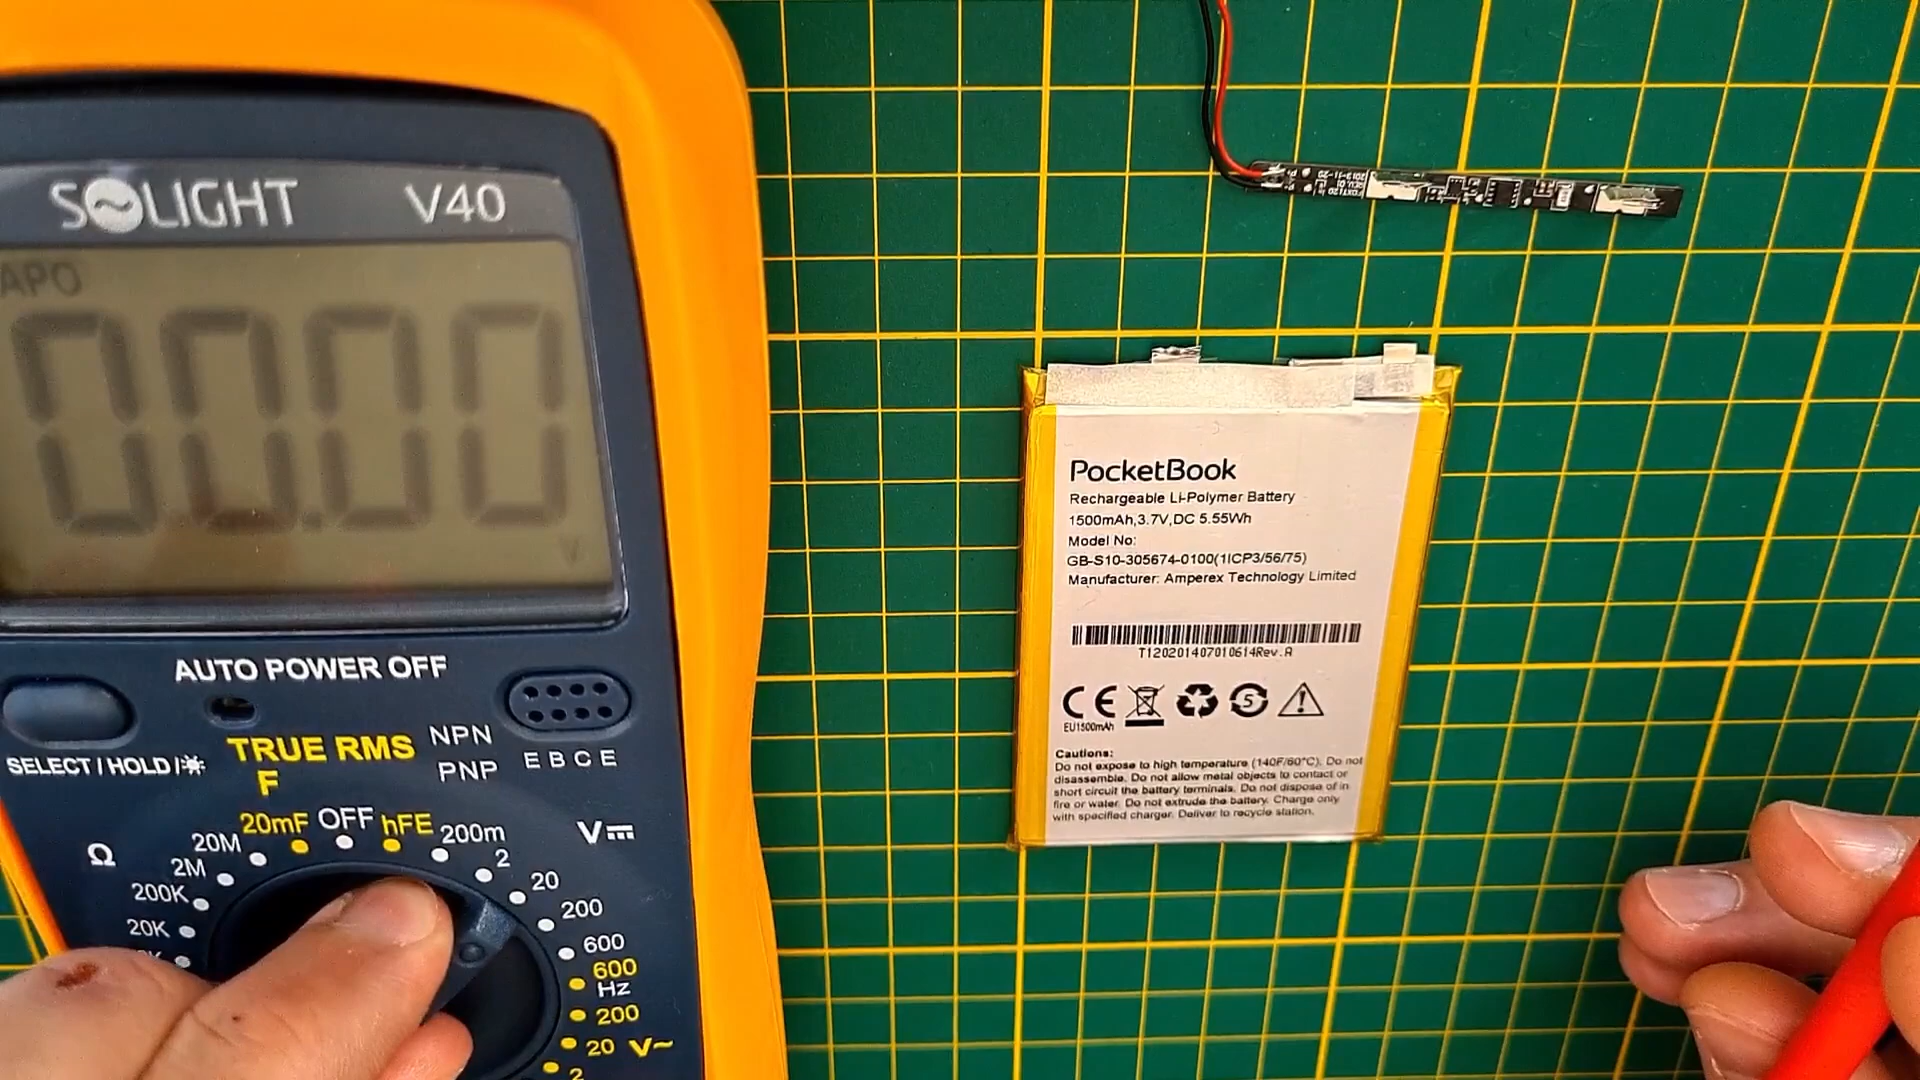 SOLIGHT V40
APO
00.00
V
AUTO POWER OFF
SELECT / HOLD /
TRUE RMS
NPN
PNP
E B C E
F
20mF OFF hFE
20M 200m
V
Ω
2M 2
200K 20
20K 200
600
600
Hz
200
20 V~
2
PocketBook
Rechargeable Li-Polymer Battery
1500mAh,3.7V,DC 5.55Wh
Model No:
GB-S10-305674-0100(1ICP3/56/75)
Manufacturer: Amperex Technology Limited
T120201407010614Rev.A
CE
5
EU1500mAh
Cautions:
Do not expose to high temperature (140F/60°C). Do not
disassemble. Do not allow metal objects to contact or
short circuit the battery terminals. Do not dispose of in
fire or water. Do not extrude the battery. Charge only
with specified charger. Deliver to recycle station.